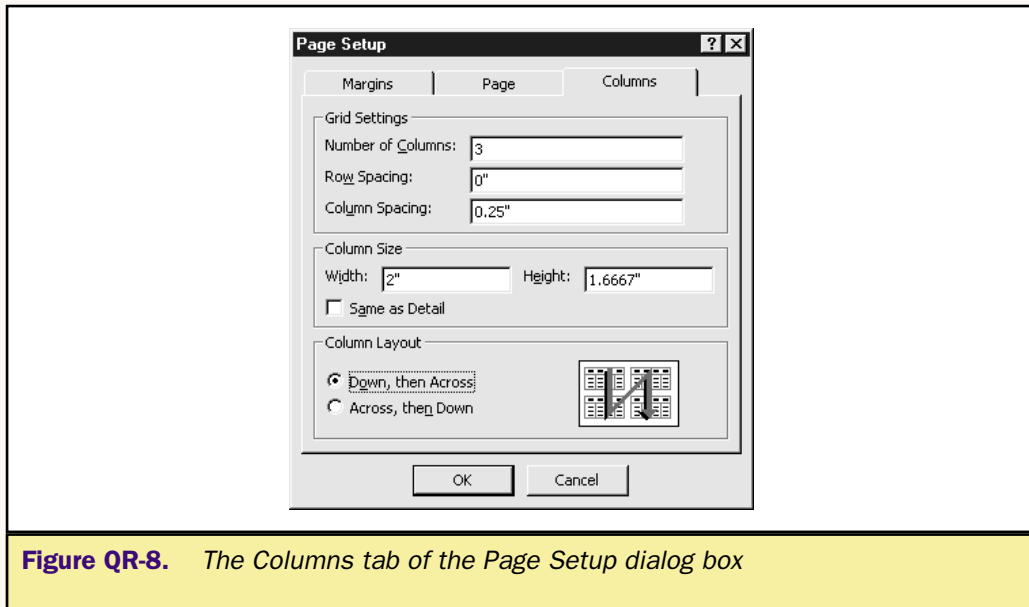 Page Setup
Margins Page Columns
Grid Settings
Number of Columns: 3
Row Spacing: 0"
Column Spacing: 0.25"
Column Size
Width: 2" Height: 1.6667"
Same as Detail
Column Layout
Down, then Across
Across, then Down
OK Cancel
Figure QR-8. The Columns tab of the Page Setup dialog box